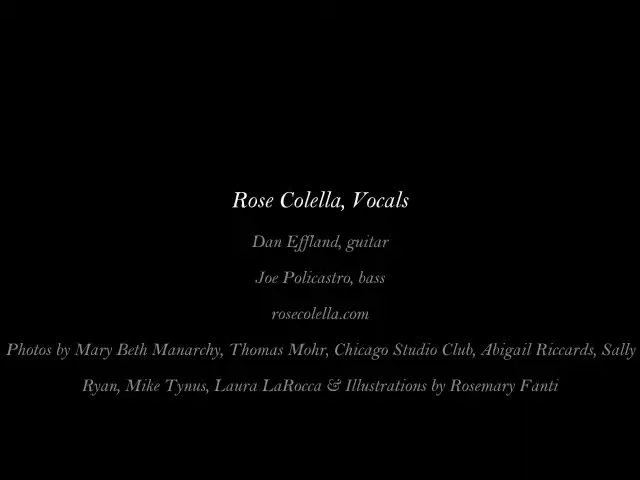 Rose Colella, Vocals
Dan Effland, guitar
Joe Policastro, bass
rosecolella.com
Photos by Mary Beth Manarchy, Thomas Mohr, Chicago Studio Club, Abigail Riccards, Sally
Ryan, Mike Tynus, Laura LaRocca & Illustrations by Rosemary Fanti